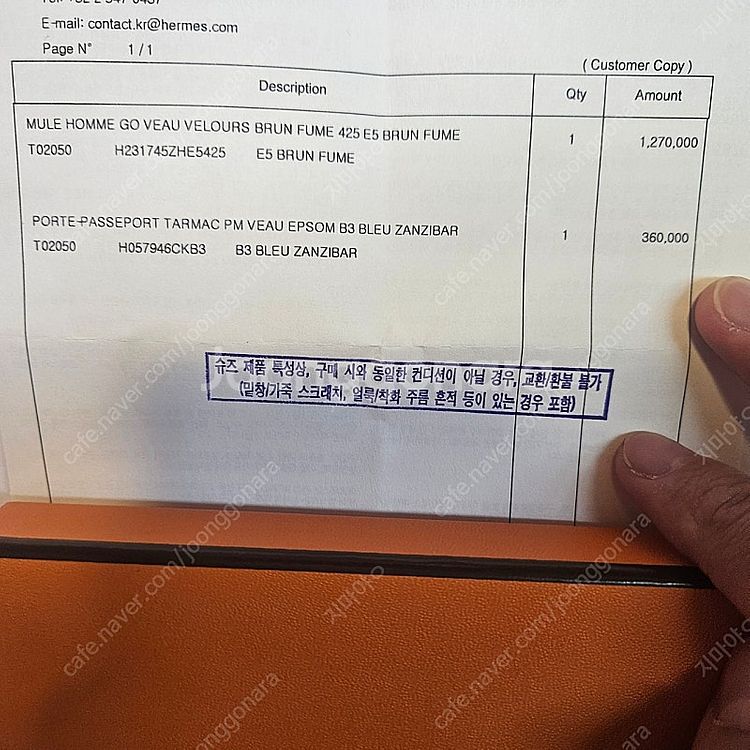 E-mail: contact.kr@hermes.com
Page N° 1 / 1
( Customer Copy )
Description Qty Amount
MULE HOMME GO VEAU VELOURS BRUN FUME 425 E5 BRUN FUME 1 1,270,000
T02050 H231745ZHE5425 E5 BRUN FUME
PORTE-PASSEPORT TARMAC PM VEAU EPSOM B3 BLEU ZANZIBAR 1 360,000
T02050 H057946CKB3 B3 BLEU ZANZIBAR
슈즈 제품 특성상, 구매 시와 동일한 컨디션이 아닐 경우, 교환/환불 불가
(밑창/가죽 스크래치, 얼룩/착화 주름 흔적 등이 있는 경우 포함)
cafe.naver.com/joonggonara